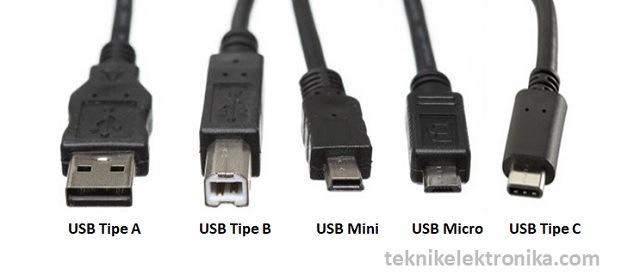 USB Tipe A
USB Tipe B
USB Mini
USB Micro
USB Tipe C
teknikelektronika.com